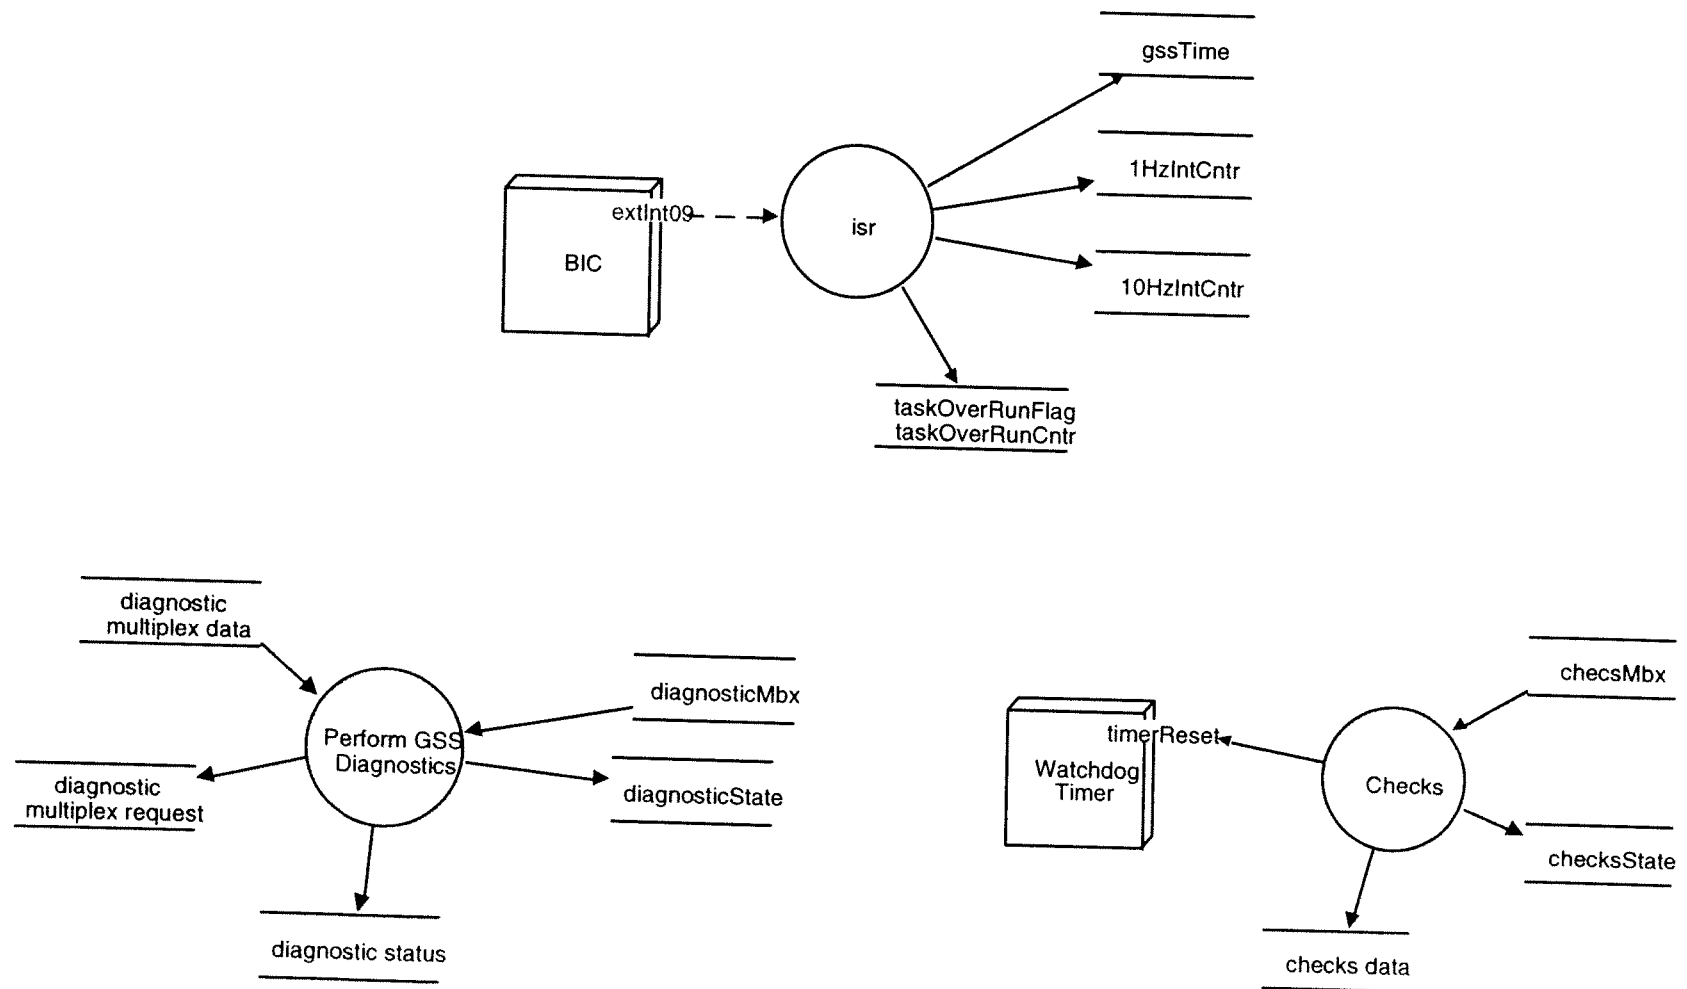 gssTime
1HzIntCntr
extInt09
isr
BIC
10HzIntCntr
taskOverRunFlag
taskOverRunCntr
diagnostic
multiplex data
diagnosticMbx
checsMbx
Perform GSS
Diagnostics
timerReset
Watchdog
Timer
Checks
diagnostic
multiplex request
diagnosticState
checksState
diagnostic status
checks data